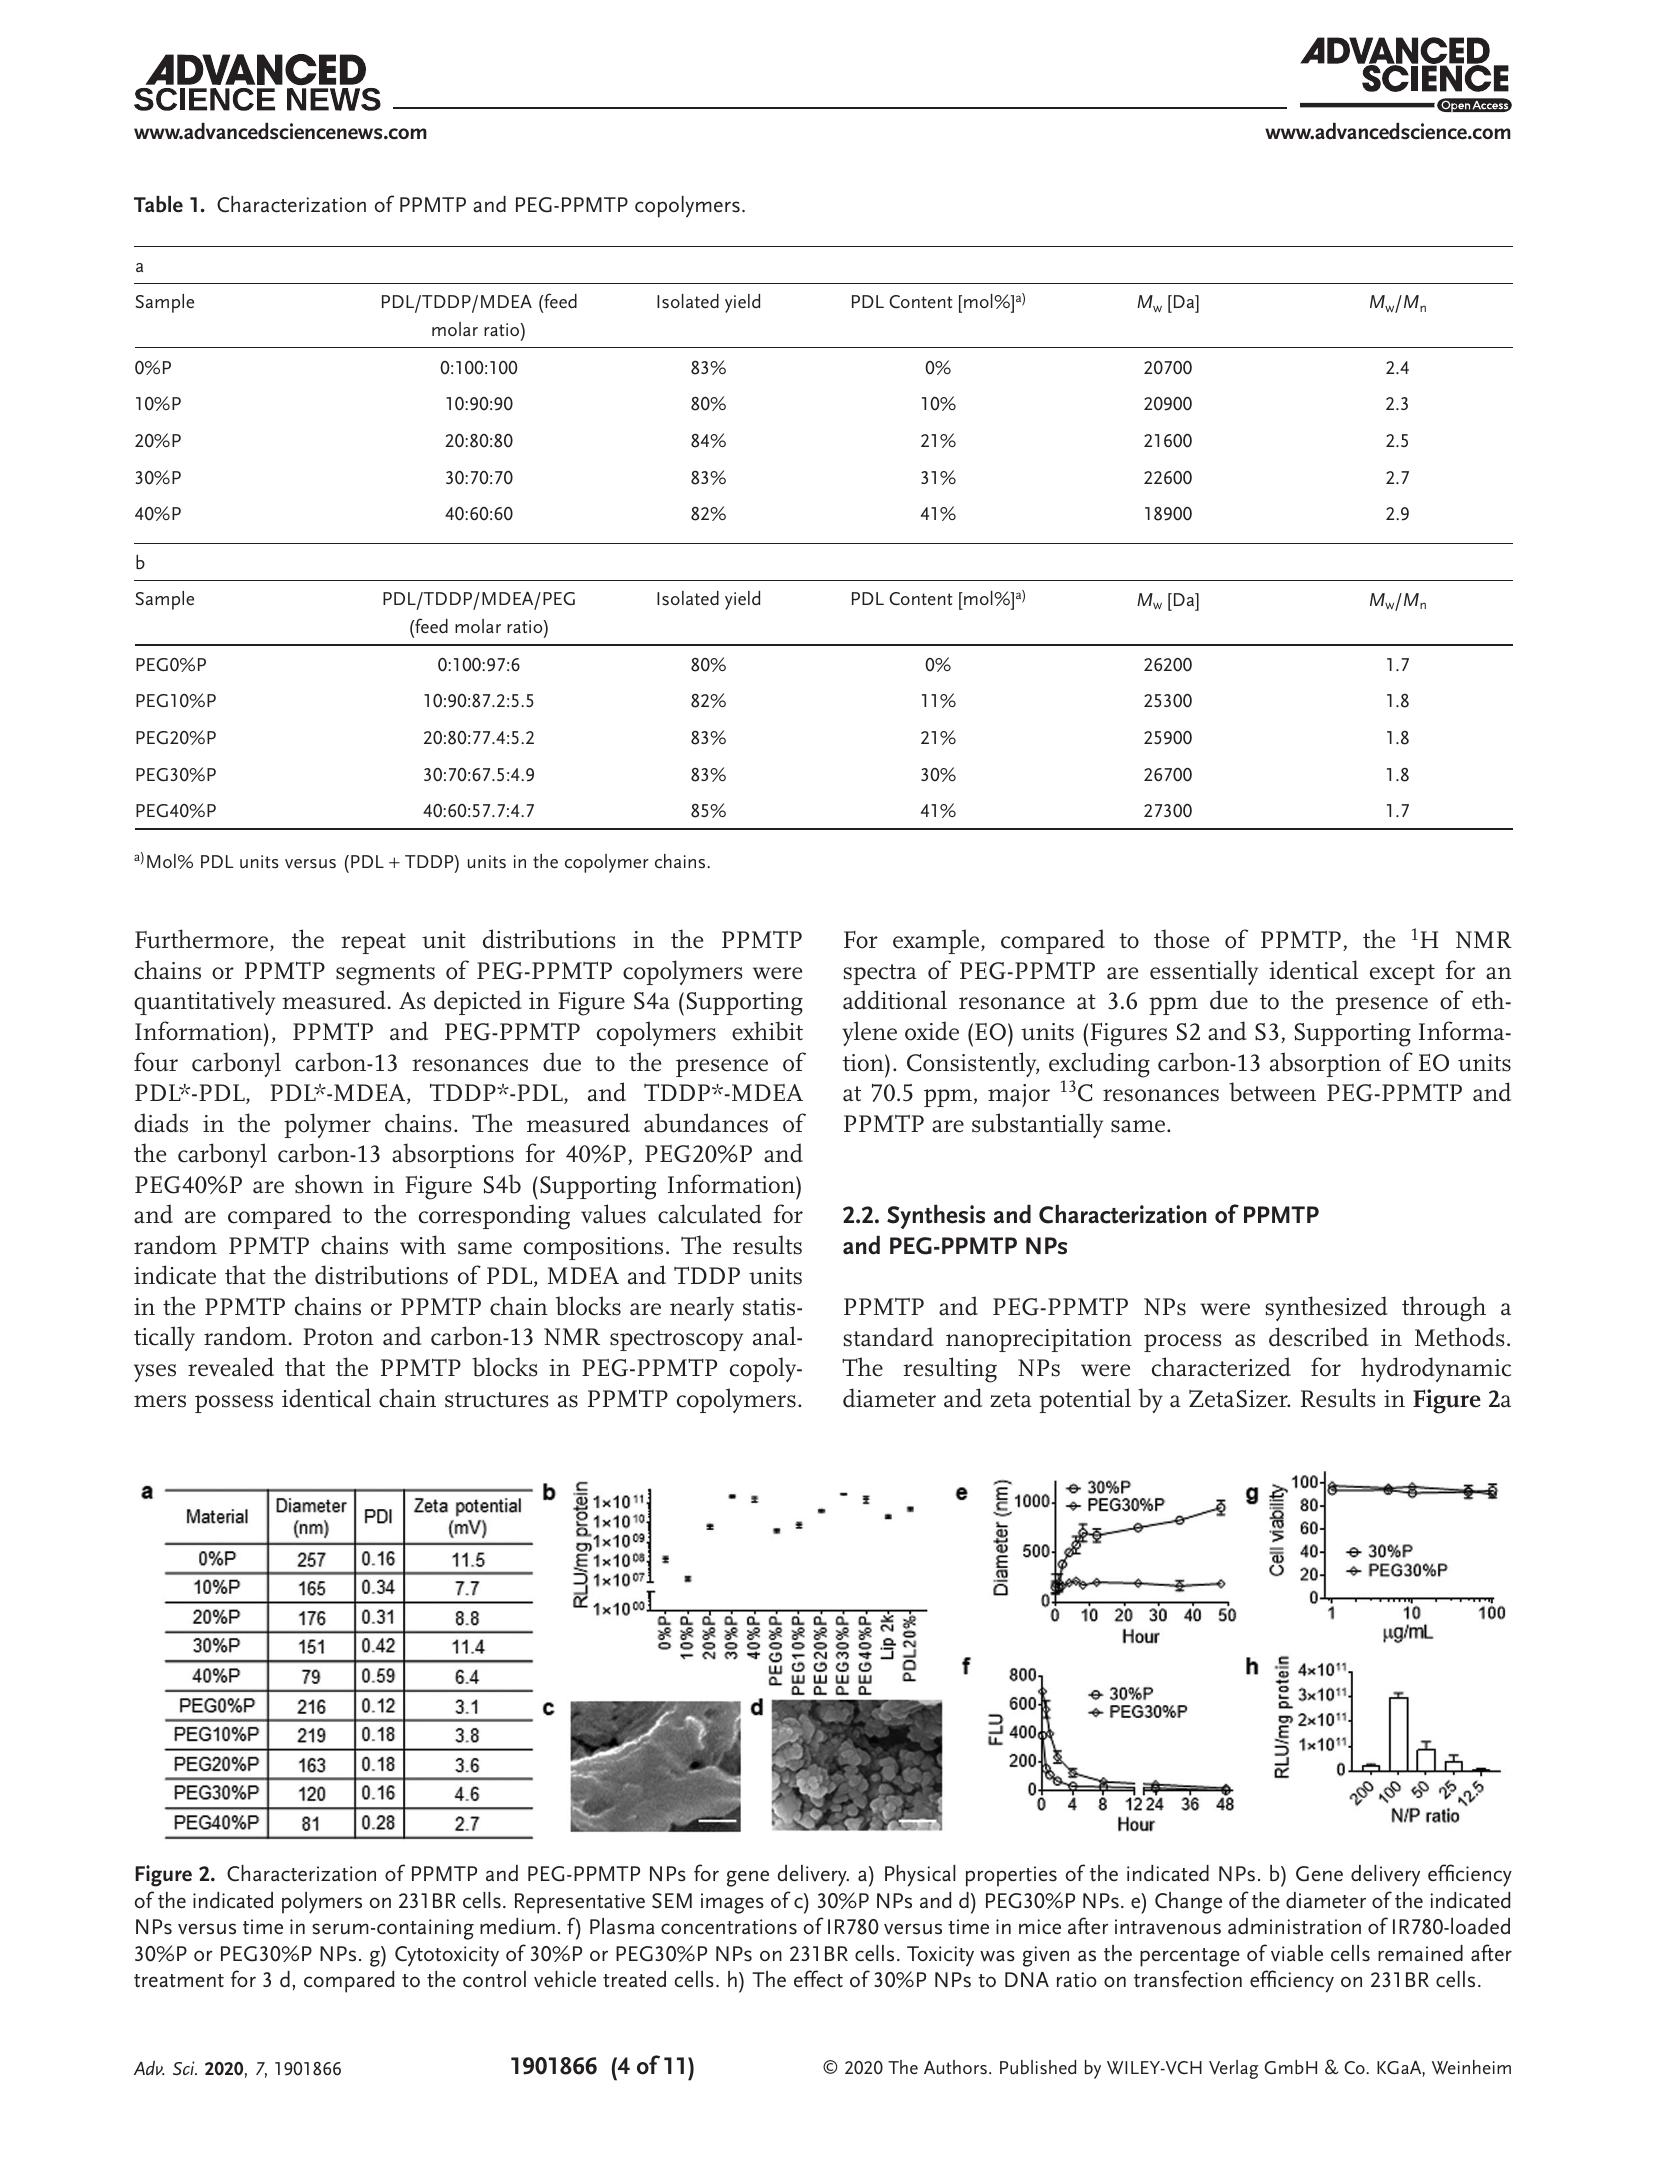 ADVANCED
SCIENCE NEWS
www.advancedsciencenews.com
ADVANCED
SCIENCE
Open Access
www.advancedscience.com
Table 1. Characterization of PPMTP and PEG-PPMTP copolymers.
a
Sample PDL/TDDP/MDEA (feed molar ratio) Isolated yield PDL Content [mol%]a) Mw [Da] Mw/Mn
0%P 0:100:100 83% 0% 20700 2.4
10%P 10:90:90 80% 10% 20900 2.3
20%P 20:80:80 84% 21% 21600 2.5
30%P 30:70:70 83% 31% 22600 2.7
40%P 40:60:60 82% 41% 18900 2.9
b
Sample PDL/TDDP/MDEA/PEG (feed molar ratio) Isolated yield PDL Content [mol%]a) Mw [Da] Mw/Mn
PEG0%P 0:100:97:6 80% 0% 26200 1.7
PEG10%P 10:90:87.2:5.5 82% 11% 25300 1.8
PEG20%P 20:80:77.4:5.2 83% 21% 25900 1.8
PEG30%P 30:70:67.5:4.9 83% 30% 26700 1.8
PEG40%P 40:60:57.7:4.7 85% 41% 27300 1.7
a)Mol% PDL units versus (PDL + TDDP) units in the copolymer chains.
Furthermore, the repeat unit distributions in the PPMTP
chains or PPMTP segments of PEG-PPMTP copolymers were
quantitatively measured. As depicted in Figure S4a (Supporting
Information), PPMTP and PEG-PPMTP copolymers exhibit
four carbonyl carbon-13 resonances due to the presence of
PDL*-PDL, PDL*-MDEA, TDDP*-PDL, and TDDP*-MDEA
diads in the polymer chains. The measured abundances of
the carbonyl carbon-13 absorptions for 40%P, PEG20%P and
PEG40%P are shown in Figure S4b (Supporting Information)
and are compared to the corresponding values calculated for
random PPMTP chains with same compositions. The results
indicate that the distributions of PDL, MDEA and TDDP units
in the PPMTP chains or PPMTP chain blocks are nearly statis-
tically random. Proton and carbon-13 NMR spectroscopy anal-
yses revealed that the PPMTP blocks in PEG-PPMTP copoly-
mers possess identical chain structures as PPMTP copolymers.
For example, compared to those of PPMTP, the 1H NMR
spectra of PEG-PPMTP are essentially identical except for an
additional resonance at 3.6 ppm due to the presence of eth-
ylene oxide (EO) units (Figures S2 and S3, Supporting Informa-
tion). Consistently, excluding carbon-13 absorption of EO units
at 70.5 ppm, major 13C resonances between PEG-PPMTP and
PPMTP are substantially same.
2.2. Synthesis and Characterization of PPMTP
and PEG-PPMTP NPs
PPMTP and PEG-PPMTP NPs were synthesized through a
standard nanoprecipitation process as described in Methods.
The resulting NPs were characterized for hydrodynamic
diameter and zeta potential by a ZetaSizer. Results in Figure 2a
a
Material Diameter (nm) PDI Zeta potential (mV)
0%P 257 0.16 11.5
10%P 165 0.34 7.7
20%P 176 0.31 8.8
30%P 151 0.42 11.4
40%P 79 0.59 6.4
PEG0%P 216 0.12 3.1
PEG10%P 219 0.18 3.8
PEG20%P 163 0.18 3.6
PEG30%P 120 0.16 4.6
PEG40%P 81 0.28 2.7
b
RLU/mg protein
1×10 11
1×10 10
1×10 09
1×10 08
1×10 07
1×10 00
0%P 10%P 20%P 30%P 40%P PEG0%P PEG10%P PEG20%P PEG30%P PEG40%P Lip 2k PDL20%
c
d
e
Diameter (nm)
1000
500
0
30%P
PEG30%P
0 10 20 30 40 50
Hour
f
FLU
800
600
400
200
0
30%P
PEG30%P
0 4 8 12 24 36 48
Hour
g
Cell viability
100
80
60
40
20
0
30%P
PEG30%P
1 10 100
µg/mL
h
RLU/mg protein
4×10 11
3×10 11
2×10 11
1×10 11
0
200 100 50 25 12.5
N/P ratio
Figure 2. Characterization of PPMTP and PEG-PPMTP NPs for gene delivery. a) Physical properties of the indicated NPs. b) Gene delivery efficiency
of the indicated polymers on 231BR cells. Representative SEM images of c) 30%P NPs and d) PEG30%P NPs. e) Change of the diameter of the indicated
NPs versus time in serum-containing medium. f) Plasma concentrations of IR780 versus time in mice after intravenous administration of IR780-loaded
30%P or PEG30%P NPs. g) Cytotoxicity of 30%P or PEG30%P NPs on 231BR cells. Toxicity was given as the percentage of viable cells remained after
treatment for 3 d, compared to the control vehicle treated cells. h) The effect of 30%P NPs to DNA ratio on transfection efficiency on 231BR cells.
Adv. Sci. 2020, 7, 1901866
1901866 (4 of 11)
© 2020 The Authors. Published by WILEY-VCH Verlag GmbH & Co. KGaA, Weinheim